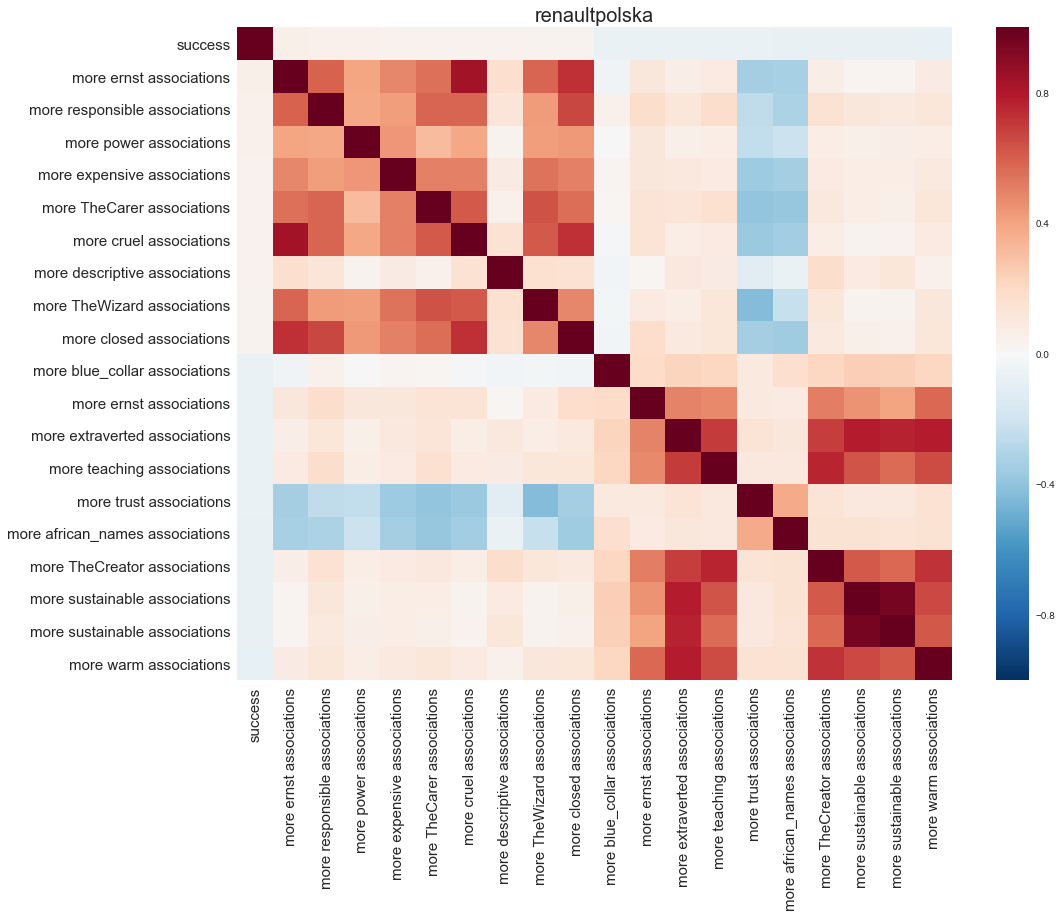 renaultpolska
success
more ernst associations
more responsible associations
more power associations
more expensive associations
more TheCarer associations
more cruel associations
more descriptive associations
more TheWizard associations
more closed associations
more blue_collar associations
more ernst associations
more extraverted associations
more teaching associations
more trust associations
more african_names associations
more TheCreator associations
more sustainable associations
more sustainable associations
more warm associations
0.8
0.4
0.0
−0.4
−0.8
success
more ernst associations
more responsible associations
more power associations
more expensive associations
more TheCarer associations
more cruel associations
more descriptive associations
more TheWizard associations
more closed associations
more blue_collar associations
more ernst associations
more extraverted associations
more teaching associations
more trust associations
more african_names associations
more TheCreator associations
more sustainable associations
more sustainable associations
more warm associations